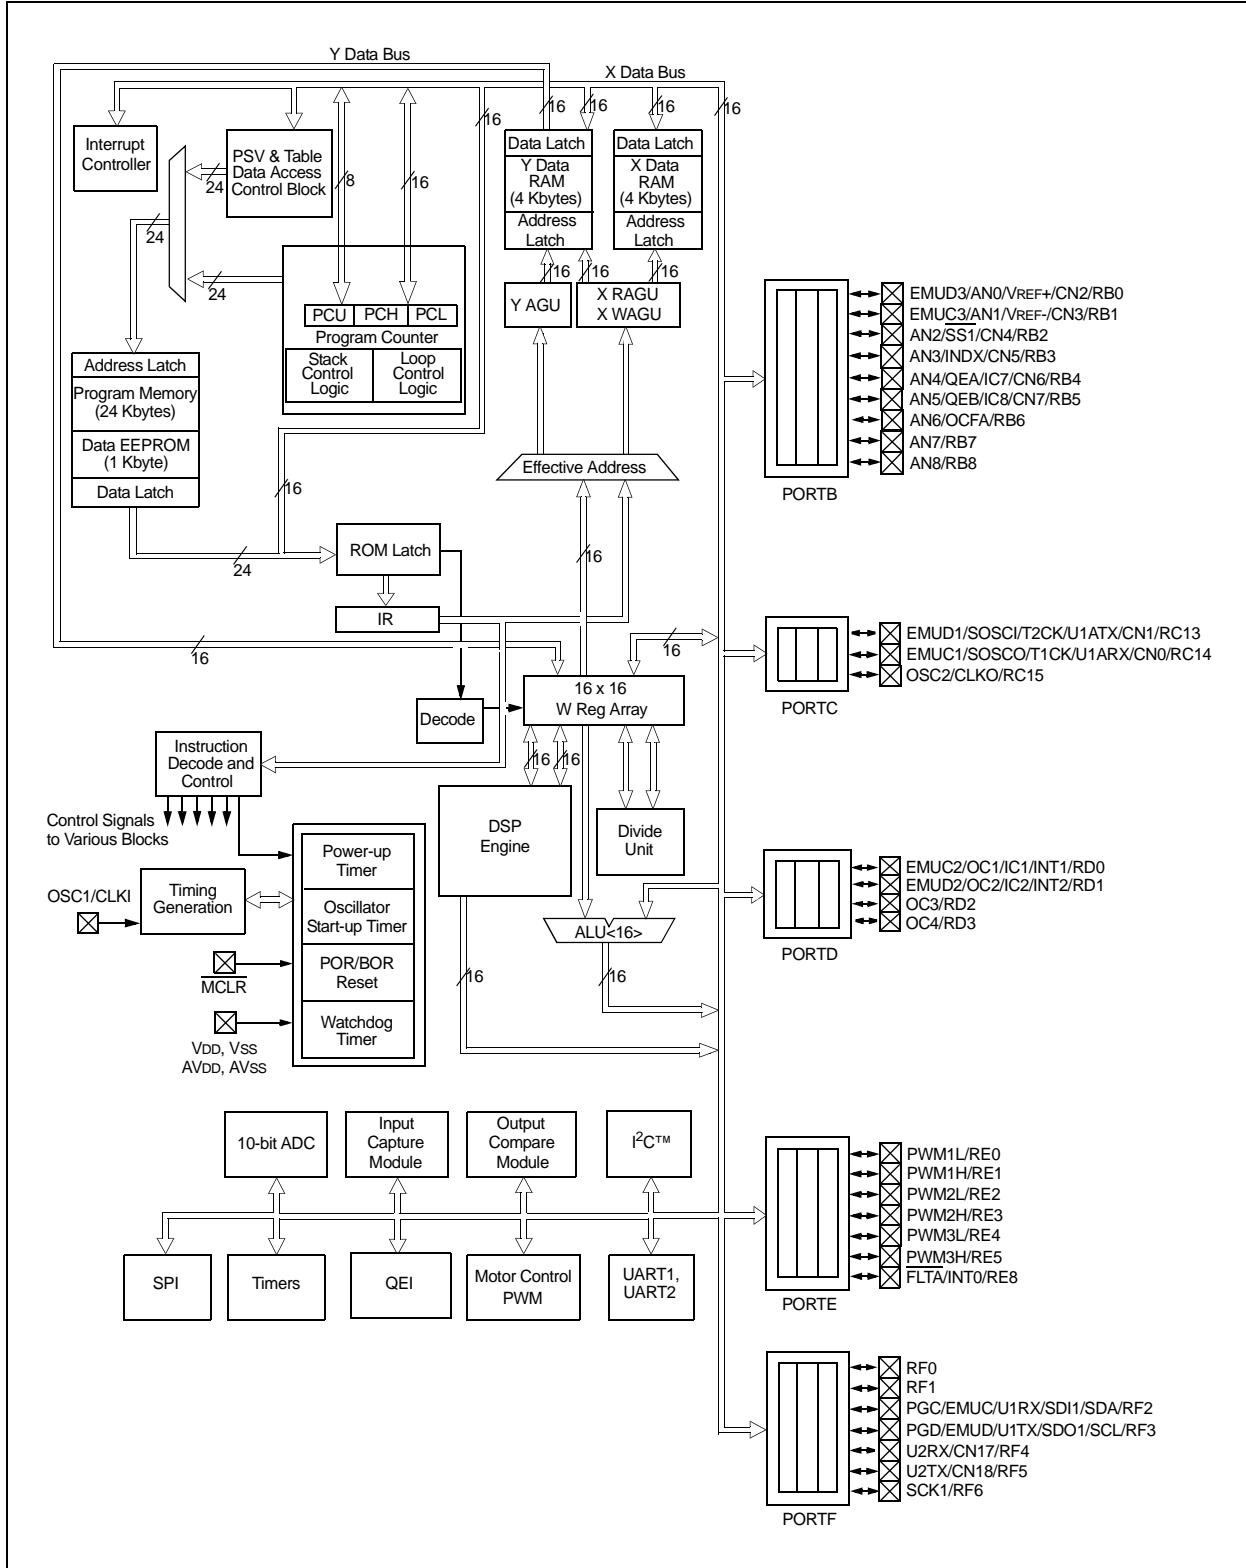 Y Data Bus
X Data Bus
16
16
16
16
16
Interrupt
Controller
PSV & Table
Data Access
Control Block
24
24
8
16
Data Latch
Y Data
RAM
(4 Kbytes)
Address
Latch
Data Latch
X Data
RAM
(4 Kbytes)
Address
Latch
24
16
16
16
Y AGU
X RAGU
X WAGU
PCU
PCH
PCL
Program Counter
Stack
Control
Logic
Loop
Control
Logic
Address Latch
Program Memory
(24 Kbytes)
Data EEPROM
(1 Kbyte)
Data Latch
Effective Address
16
24
ROM Latch
16
IR
16
16
16 x 16
W Reg Array
Decode
Instruction
Decode and
Control
16
16
Control Signals
to Various Blocks
DSP
Engine
Divide
Unit
Power-up
Timer
Oscillator
Start-up Timer
POR/BOR
Reset
Watchdog
Timer
OSC1/CLKI
Timing
Generation
MCLR
VDD, VSS
AVDD, AVSS
ALU<16>
16
16
10-bit ADC
Input
Capture
Module
Output
Compare
Module
I2C™
SPI
Timers
QEI
Motor Control
PWM
UART1,
UART2
EMUD3/AN0/VREF+/CN2/RB0
EMUC3/AN1/VREF-/CN3/RB1
AN2/SS1/CN4/RB2
AN3/INDX/CN5/RB3
AN4/QEA/IC7/CN6/RB4
AN5/QEB/IC8/CN7/RB5
AN6/OCFA/RB6
AN7/RB7
AN8/RB8
PORTB
EMUD1/SOSCI/T2CK/U1ATX/CN1/RC13
EMUC1/SOSCO/T1CK/U1ARX/CN0/RC14
OSC2/CLKO/RC15
PORTC
EMUC2/OC1/IC1/INT1/RD0
EMUD2/OC2/IC2/INT2/RD1
OC3/RD2
OC4/RD3
PORTD
PWM1L/RE0
PWM1H/RE1
PWM2L/RE2
PWM2H/RE3
PWM3L/RE4
PWM3H/RE5
FLTA/INT0/RE8
PORTE
RF0
RF1
PGC/EMUC/U1RX/SDI1/SDA/RF2
PGD/EMUD/U1TX/SDO1/SCL/RF3
U2RX/CN17/RF4
U2TX/CN18/RF5
SCK1/RF6
PORTF